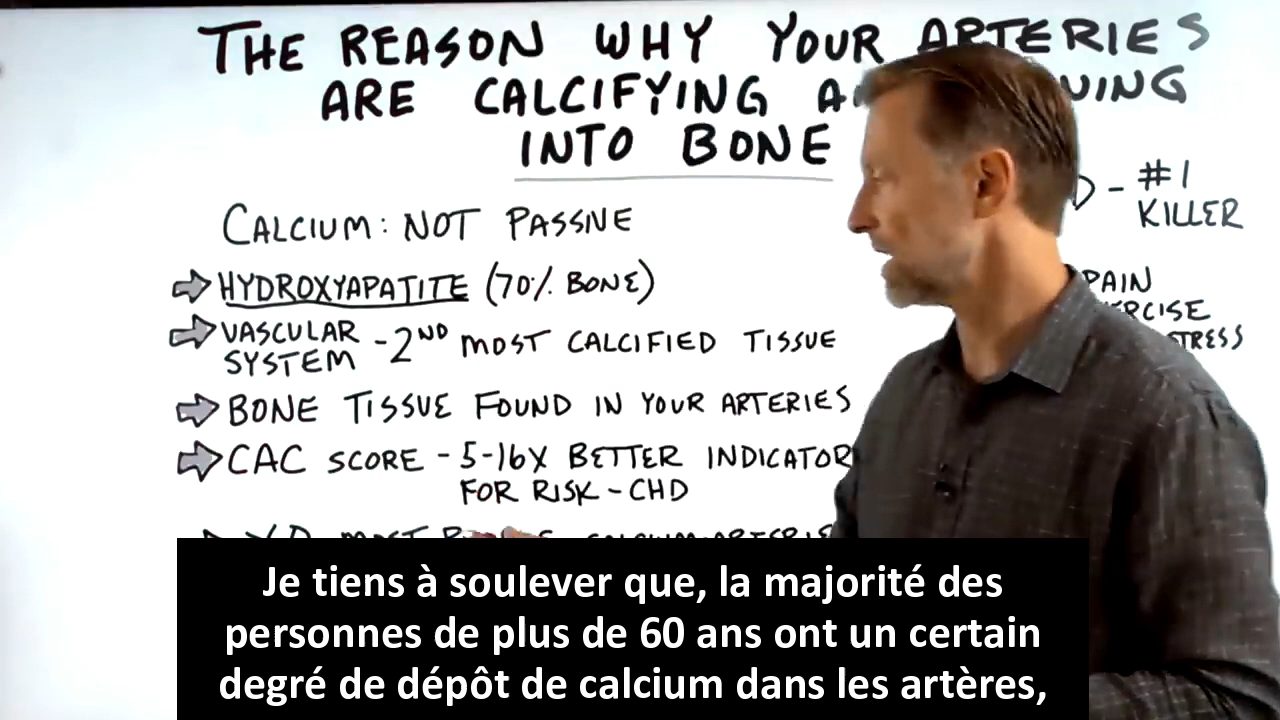 THE REASON WHY YOUR ARTERIES
ARE CALCIFYING
INTO BONE
CALCIUM: NOT PASSIVE
HYDROXYAPATITE (70% BONE)
VASCULAR SYSTEM - 2ND MOST CALCIFIED TISSUE
BONE TISSUE FOUND IN YOUR ARTERIES
CAC SCORE - 5-16X BETTER INDICATOR
FOR RISK - CHD
- #1
KILLER
PAIN
Je tiens à soulever que, la majorité des
personnes de plus de 60 ans ont un certain
degré de dépôt de calcium dans les artères,